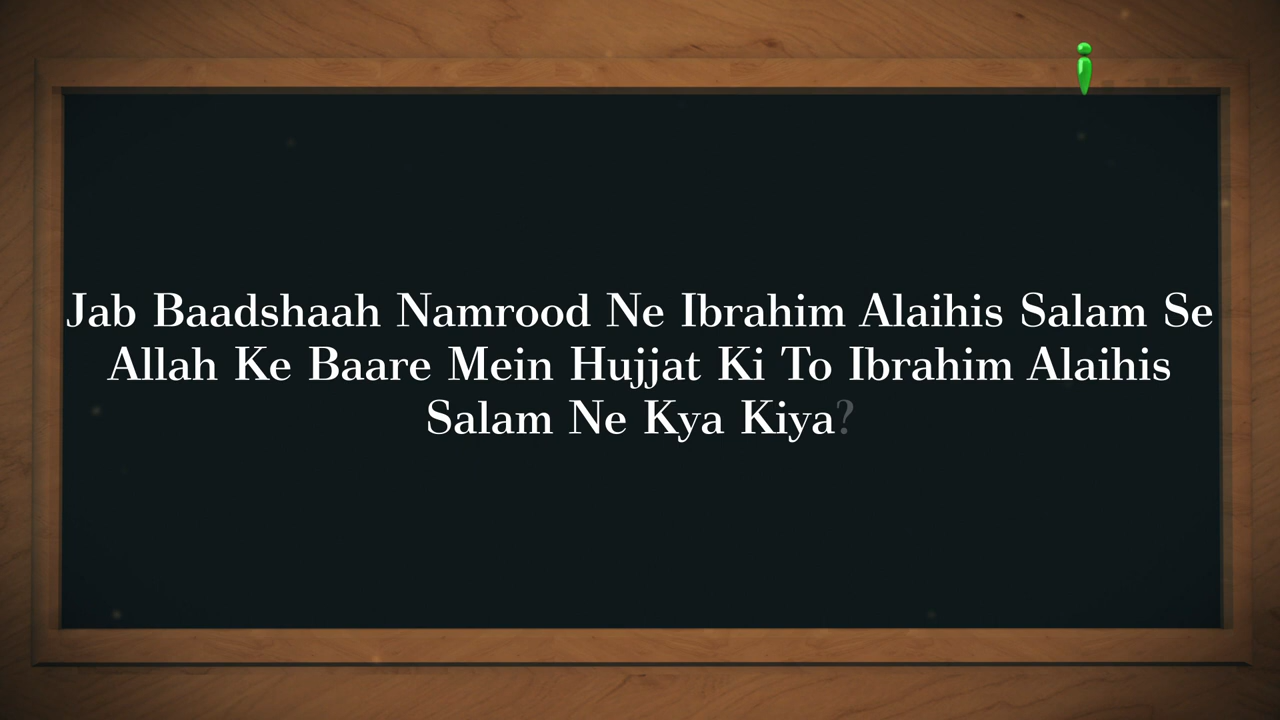 Jab Baadshaah Namrood Ne Ibrahim Alaihis Salam Se
Allah Ke Baare Mein Hujjat Ki To Ibrahim Alaihis
Salam Ne Kya Kiya?